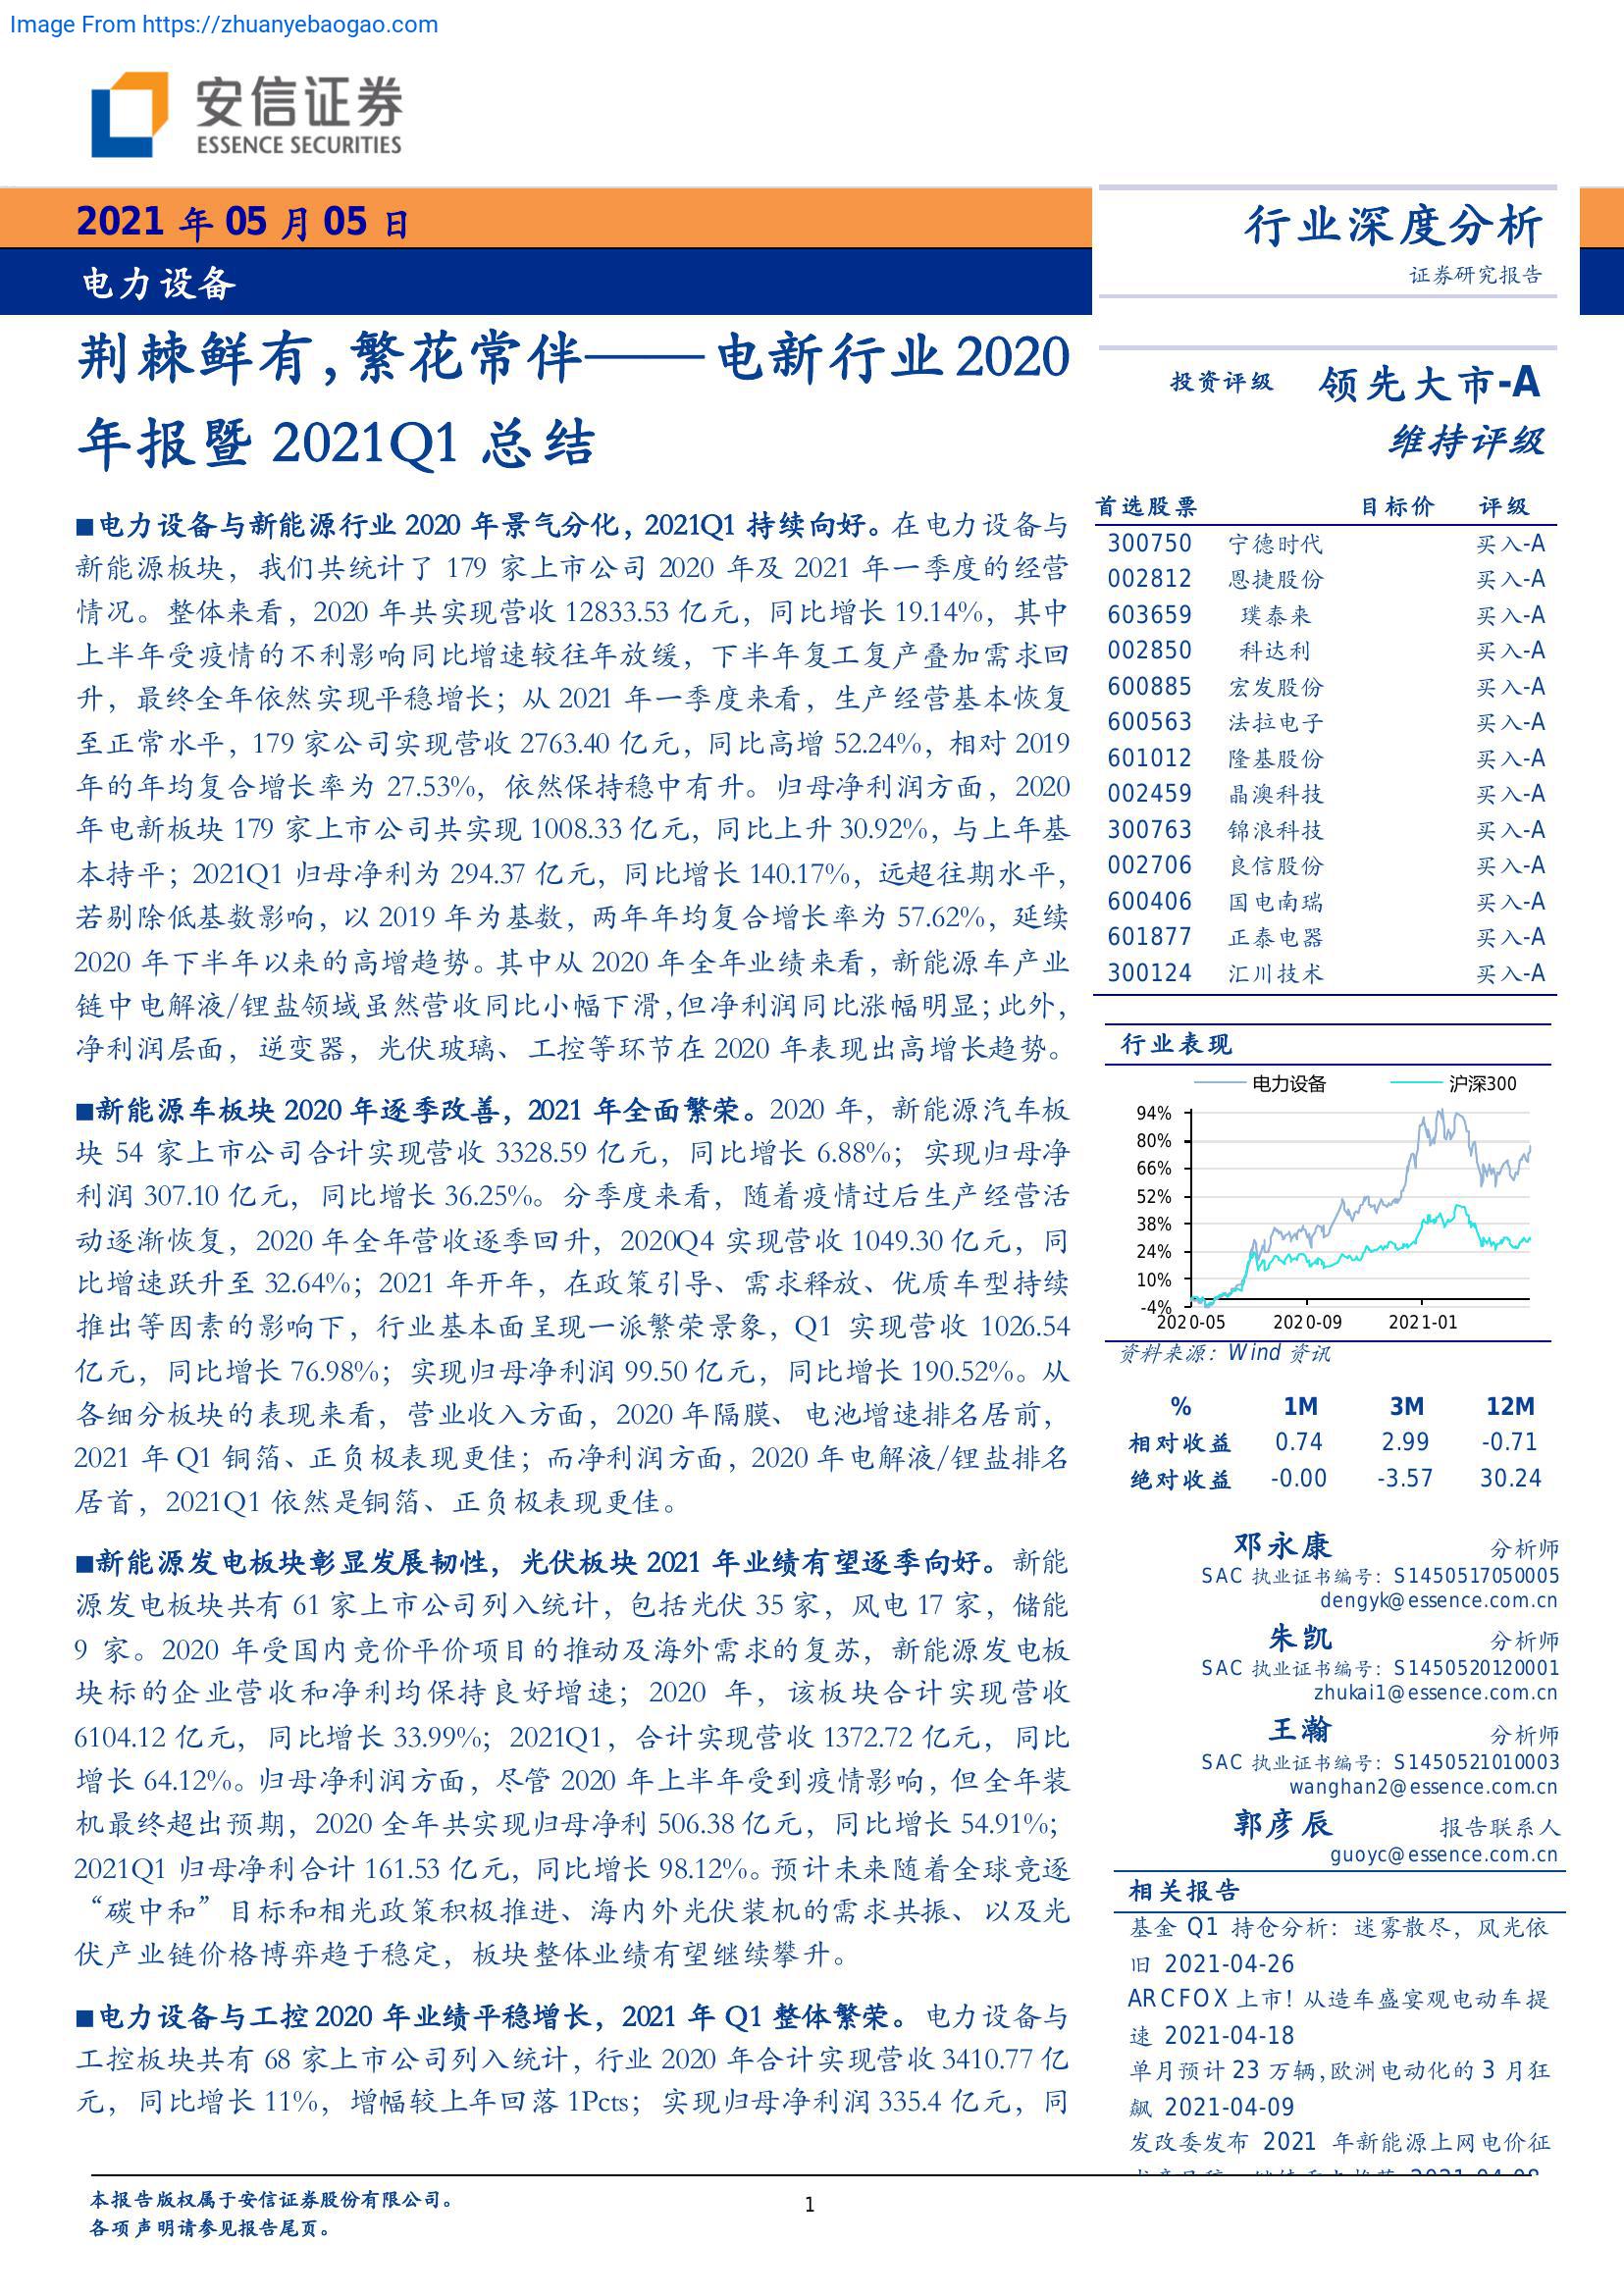 Image From https://zhuanyebaogao.com
安信证券
ESSENCE SECURITIES
2021 年 05 月 05 日
电力设备
荆棘鲜有,繁花常伴——电新行业 2020
年报暨 2021Q1 总结
■电力设备与新能源行业 2020 年景气分化，2021Q1 持续向好。在电力设备与
新能源板块，我们共统计了 179 家上市公司 2020 年及 2021 年一季度的经营
情况。整体来看，2020 年共实现营收 12833.53 亿元，同比增长 19.14%，其中
上半年受疫情的不利影响同比增速较往年放缓，下半年复工复产叠加需求回
升，最终全年依然实现平稳增长；从 2021 年一季度来看，生产经营基本恢复
至正常水平，179 家公司实现营收 2763.40 亿元，同比高增 52.24%，相对 2019
年的年均复合增长率为 27.53%，依然保持稳中有升。归母净利润方面，2020
年电新板块 179 家上市公司共实现 1008.33 亿元，同比上升 30.92%，与上年基
本持平；2021Q1 归母净利为 294.37 亿元，同比增长 140.17%，远超往期水平，
若剔除低基数影响，以 2019 年为基数，两年年均复合增长率为 57.62%，延续
2020 年下半年以来的高增趋势。其中从 2020 年全年业绩来看，新能源车产业
链中电解液/锂盐领域虽然营收同比小幅下滑,但净利润同比涨幅明显；此外，
净利润层面，逆变器，光伏玻璃、工控等环节在 2020 年表现出高增长趋势。
■新能源车板块 2020 年逐季改善，2021 年全面繁荣。2020 年，新能源汽车板
块 54 家上市公司合计实现营收 3328.59 亿元，同比增长 6.88%；实现归母净
利润 307.10 亿元，同比增长 36.25%。分季度来看，随着疫情过后生产经营活
动逐渐恢复，2020 年全年营收逐季回升，2020Q4 实现营收 1049.30 亿元，同
比增速跃升至 32.64%；2021 年开年，在政策引导、需求释放、优质车型持续
推出等因素的影响下，行业基本面呈现一派繁荣景象，Q1 实现营收 1026.54
亿元，同比增长 76.98%；实现归母净利润 99.50 亿元，同比增长 190.52%。从
各细分板块的表现来看，营业收入方面，2020 年隔膜、电池增速排名居前，
2021 年 Q1 铜箔、正负极表现更佳；而净利润方面，2020 年电解液/锂盐排名
居首，2021Q1 依然是铜箔、正负极表现更佳。
■新能源发电板块彰显发展韧性，光伏板块 2021 年业绩有望逐季向好。新能
源发电板块共有 61 家上市公司列入统计，包括光伏 35 家，风电 17 家，储能
9 家。2020 年受国内竞价平价项目的推动及海外需求的复苏，新能源发电板
块标的企业营收和净利均保持良好增速；2020 年，该板块合计实现营收
6104.12 亿元，同比增长 33.99%；2021Q1，合计实现营收 1372.72 亿元，同比
增长 64.12%。归母净利润方面，尽管 2020 年上半年受到疫情影响，但全年装
机最终超出预期，2020 全年共实现归母净利 506.38 亿元，同比增长 54.91%；
2021Q1 归母净利合计 161.53 亿元，同比增长 98.12%。预计未来随着全球竞逐
“碳中和”目标和相光政策积极推进、海内外光伏装机的需求共振、以及光
伏产业链价格博弈趋于稳定，板块整体业绩有望继续攀升。
■电力设备与工控 2020 年业绩平稳增长，2021 年 Q1 整体繁荣。电力设备与
工控板块共有 68 家上市公司列入统计，行业 2020 年合计实现营收 3410.77 亿
元，同比增长 11%，增幅较上年回落 1Pcts；实现归母净利润 335.4 亿元，同
行业深度分析
证券研究报告
投资评级 领先大市-A
维持评级
首选股票 目标价 评级
300750 宁德时代 买入-A
002812 恩捷股份 买入-A
603659 璞泰来 买入-A
002850 科达利 买入-A
600885 宏发股份 买入-A
600563 法拉电子 买入-A
601012 隆基股份 买入-A
002459 晶澳科技 买入-A
300763 锦浪科技 买入-A
002706 良信股份 买入-A
600406 国电南瑞 买入-A
601877 正泰电器 买入-A
300124 汇川技术 买入-A
行业表现
电力设备 沪深300
94%
80%
66%
52%
38%
24%
10%
-4%
2020-05 2020-09 2021-01
资料来源：Wind 资讯
% 1M 3M 12M
相对收益 0.74 2.99 -0.71
绝对收益 -0.00 -3.57 30.24
邓永康 分析师
SAC 执业证书编号：S1450517050005
dengyk@essence.com.cn
朱凯 分析师
SAC 执业证书编号：S1450520120001
zhukai1@essence.com.cn
王瀚 分析师
SAC 执业证书编号：S1450521010003
wanghan2@essence.com.cn
郭彦辰 报告联系人
guoyc@essence.com.cn
相关报告
基金 Q1 持仓分析：迷雾散尽，风光依
旧 2021-04-26
ARCFOX 上市！从造车盛宴观电动车提
速 2021-04-18
单月预计 23 万辆,欧洲电动化的 3 月狂
飙 2021-04-09
发改委发布 2021 年新能源上网电价征
本报告版权属于安信证券股份有限公司。
各项声明请参见报告尾页。
1